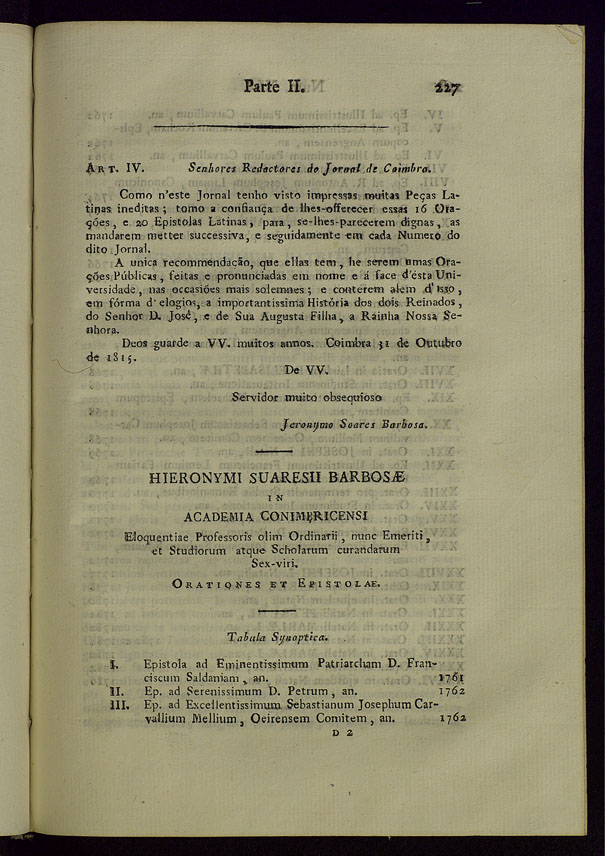 Parte II. 227
ART. IV. Senhores Redactores do Jornal de Coimbra.
Como n'este Jornal tenho visto impressas muitas Peças La-
tinas ineditas; tomo a confiança de lhes-offerecer essas 16 Ora-
ções, e 20 Epistolas Latinas, para, se-lhes-parecerem dignas, as
mandarem metter successiva, e seguidamente em cada Numero do
dito Jornal.
A unica recommendação, que ellas tem, he serem umas Ora-
ções Públicas, feitas e pronunciadas em nome e á face d'ésta Uni-
versidade, nas occasiões mais solemnes; e conterem alem d'isso,
em fórma d'elogios, a importantissima História dos dois Reinados,
do Senhor D. José, e de Sua Augusta Filha, a Rainha Nossa Se-
nhora.
Deos guarde a VV. muitos annos. Coimbra 31 de Outubro
de 1815.
De VV.
Servidor muito obsequioso
Jeronymo Soares Barbosa.
HIERONYMI SUARESII BARBOSÆ
IN
ACADEMIA CONIMBRICENSI
Eloquentiae Professoris olim Ordinarii, nunc Emeriti,
et Studiorum atque Scholarum curandarum
Sex-viri.
ORATIONES ET EPISTOLAE.
Tabula Synoptica.
I. Epistola ad Eminentissimum Patriarcham D. Fran-
ciscum Saldaniam, an. 1761
II. Ep. ad Serenissimum D. Petrum, an. 1762
III. Ep. ad Excellentissimum Sebastianum Josephum Car-
vallium Mellium, Oeirensem Comitem, an. 1762
D 2